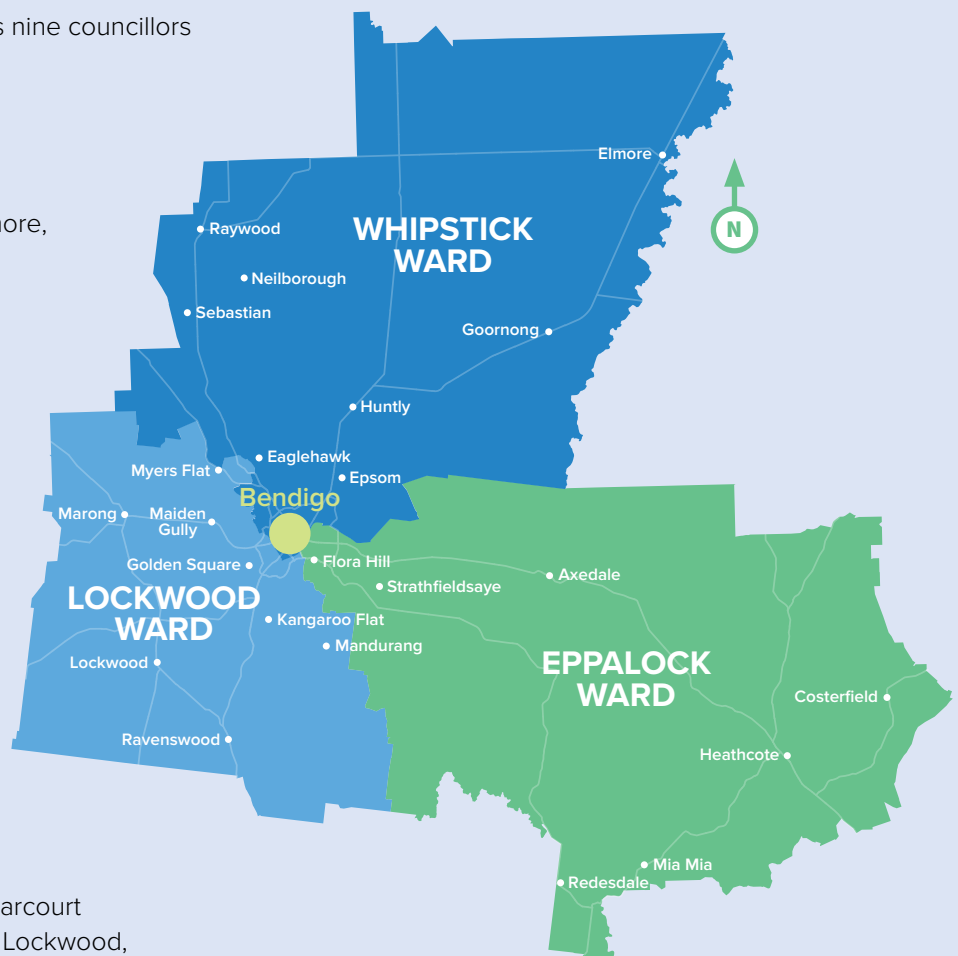 s nine councillors
Elmore
N
ore,
Raywood
WHIPSTICK
WARD
Neilborough
Sebastian
Goornong
Huntly
Eaglehawk
Myers Flat
Epsom
Bendigo
Marong
Maiden
Gully
Flora Hill
Golden Square
Axedale
Strathfieldsaye
LOCKWOOD
WARD
Kangaroo Flat
Mandurang
Lockwood
EPPALOCK
WARD
Costerfield
Ravenswood
Heathcote
Mia Mia
Redesdale
arcourt
Lockwood,